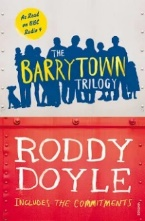 As Read
on BBC
Radio 4
THE
BARRYTOWN
TRILOGY
RODDY
DOYLE
INCLUDES THE COMMITMENTS